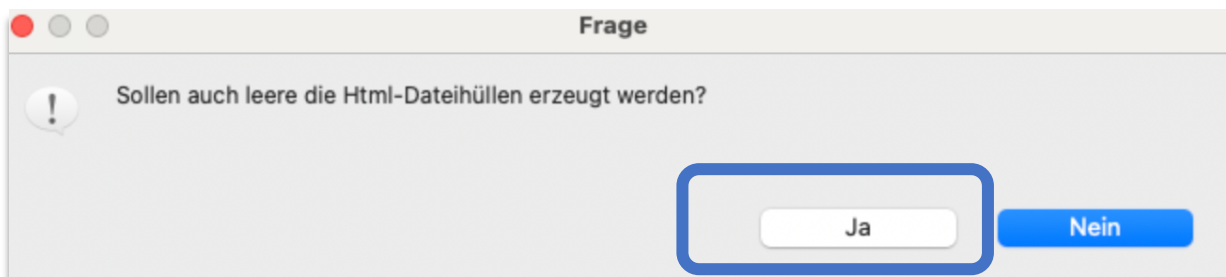 Frage
Sollen auch leere die Html-Dateihüllen erzeugt werden?
Ja Nein